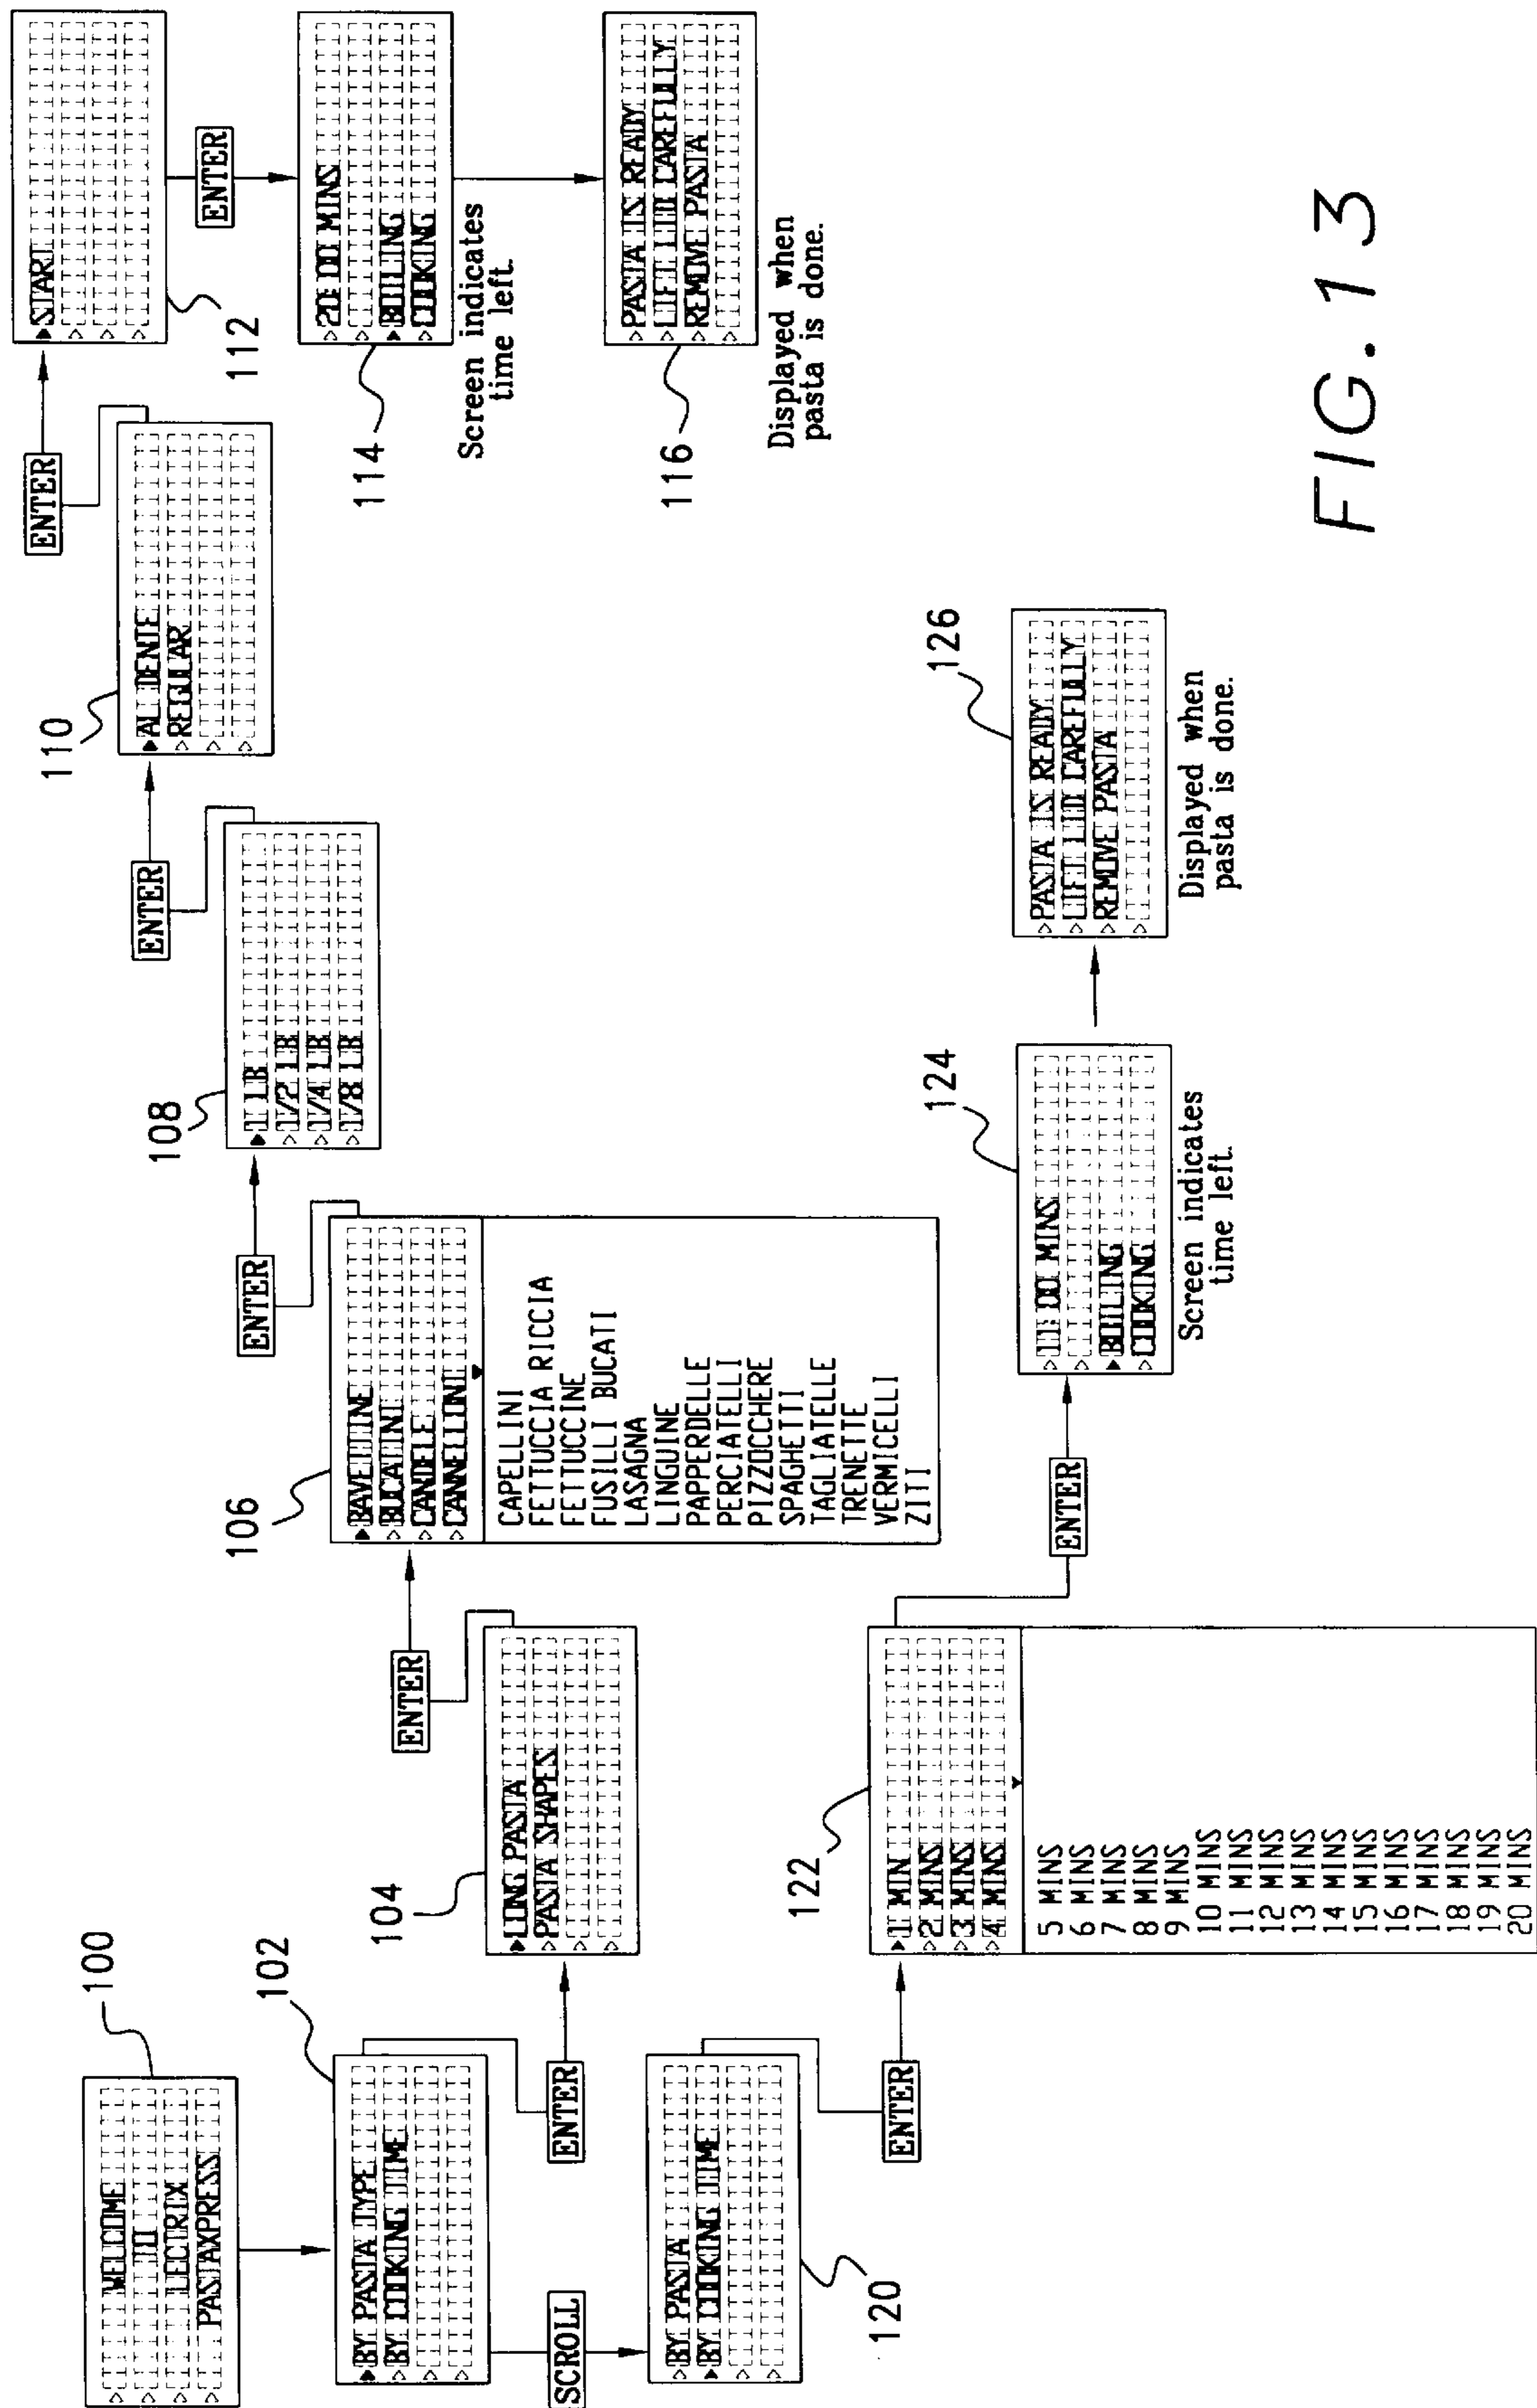 100
WELCOME
TO
LECTRIX
PASTAXPRESS
102
BY PASTA TYPE
BY COOKING TIME
ENTER
SCROLL
BY PASTA
BY COOKING TIME
120
ENTER
104
LONG PASTA
PASTA SHAPES
ENTER
106
BAVETTINE
BUCATINI
CANDELE
CANNELLONI
CAPELLINI
FETTUCCIA RICCIA
FETTUCCINE
FUSILLI BUCATI
LASAGNA
LINGUINE
PAPPERDELLE
PERCIATELLI
PIZZOCCHERE
SPAGHETTI
TAGLIATELLE
TRENETTE
VERMICELLI
ZITI
ENTER
108
1 LB
1/2 LB
1/4 LB
1/8 LB
ENTER
110
AL DENTE
REGULAR
ENTER
START
112
ENTER
20:00 MINS
BOILING
COOKING
114
Screen indicates
time left.
PASTA IS READY
LIFT LID CAREFULLY
REMOVE PASTA
116
Displayed when
pasta is done.
122
1 MIN
2 MINS
3 MINS
4 MINS
5 MINS
6 MINS
7 MINS
8 MINS
9 MINS
10 MINS
11 MINS
12 MINS
13 MINS
14 MINS
15 MINS
16 MINS
17 MINS
18 MINS
19 MINS
20 MINS
ENTER
124
11:00 MINS
BOILING
COOKING
Screen indicates
time left.
126
PASTA IS READY
LIFT LID CAREFULLY
REMOVE PASTA
Displayed when
pasta is done.
FIG. 13